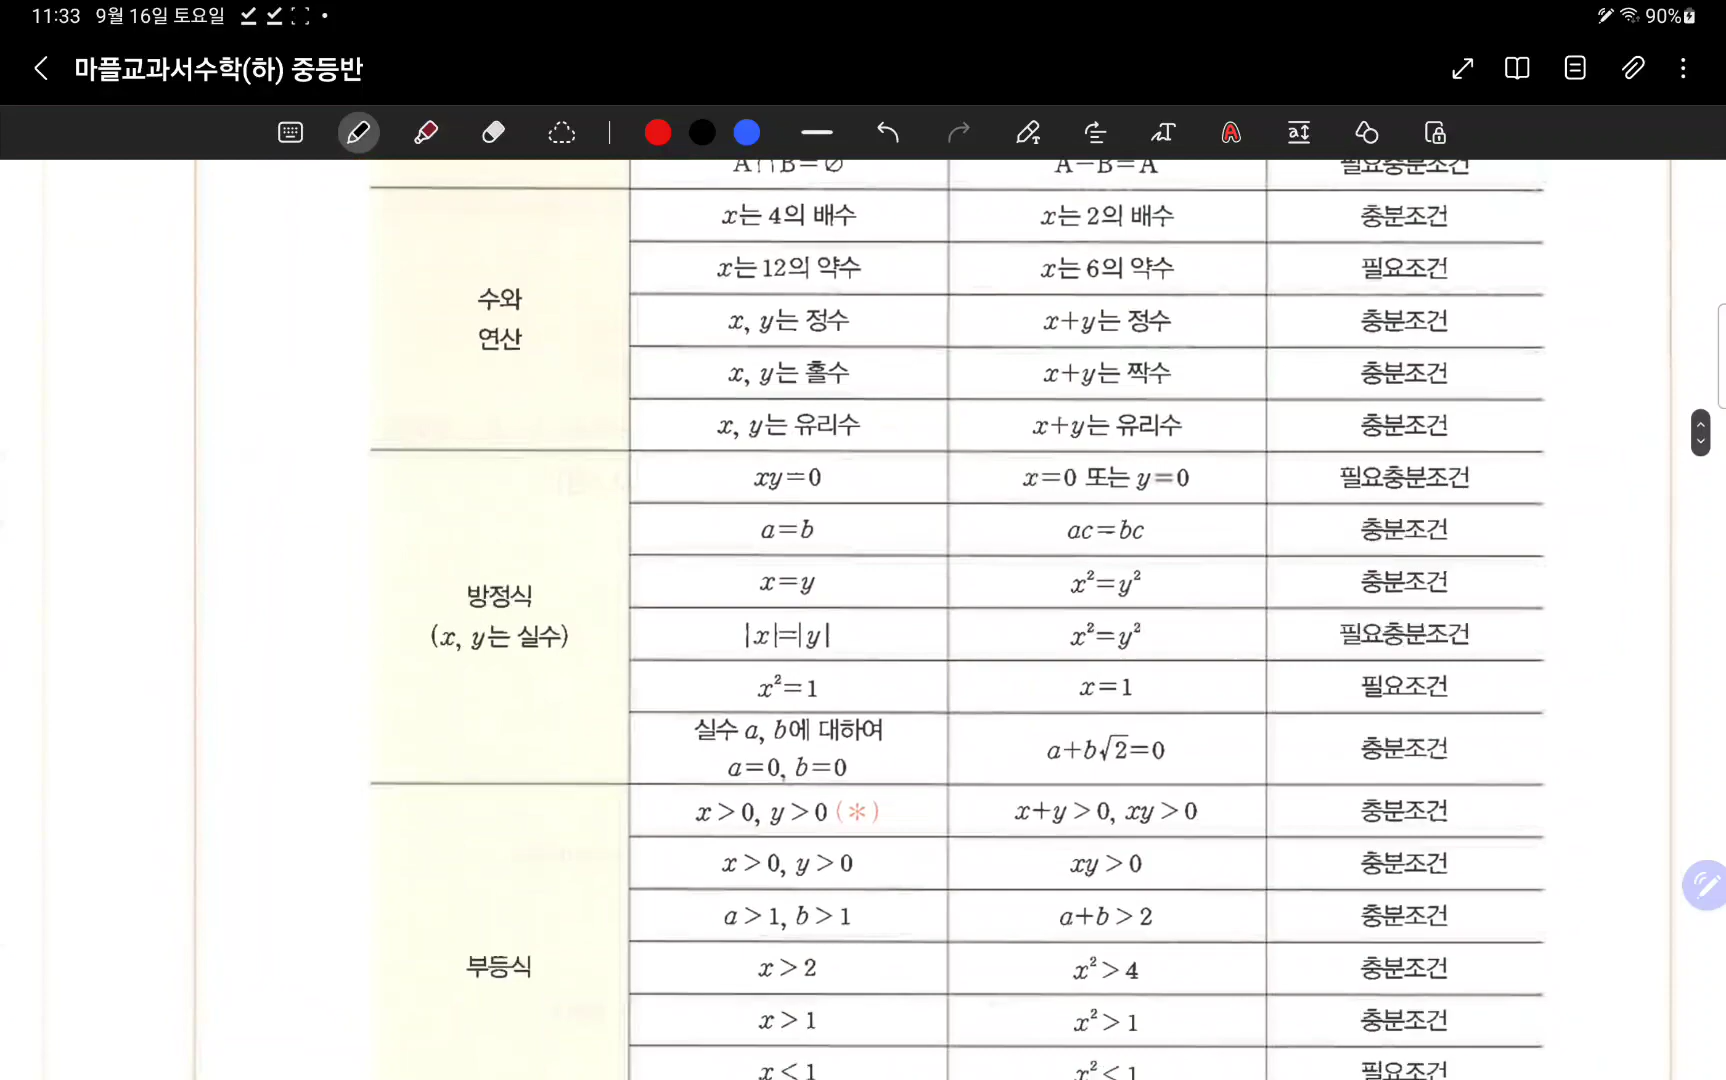 11:33 9월 16일 토요일
90%
마플교과서수학(하) 중등반
A∩B=∅ A−B=A 필요충분조건
수와
연산
x는 4의 배수 x는 2의 배수 충분조건
x는 12의 약수 x는 6의 약수 필요조건
x, y는 정수 x+y는 정수 충분조건
x, y는 홀수 x+y는 짝수 충분조건
x, y는 유리수 x+y는 유리수 충분조건
방정식
(x, y는 실수)
xy=0 x=0 또는 y=0 필요충분조건
a=b ac=bc 충분조건
x=y x²=y² 충분조건
|x|=|y| x²=y² 필요충분조건
x²=1 x=1 필요조건
실수 a, b에 대하여
a=0, b=0 a+b√2=0 충분조건
부등식
x>0, y>0 (*) x+y>0, xy>0 충분조건
x>0, y>0 xy>0 충분조건
a>1, b>1 a+b>2 충분조건
x>2 x²>4 충분조건
x>1 x²>1 충분조건
x<1 x²<1 필요조건